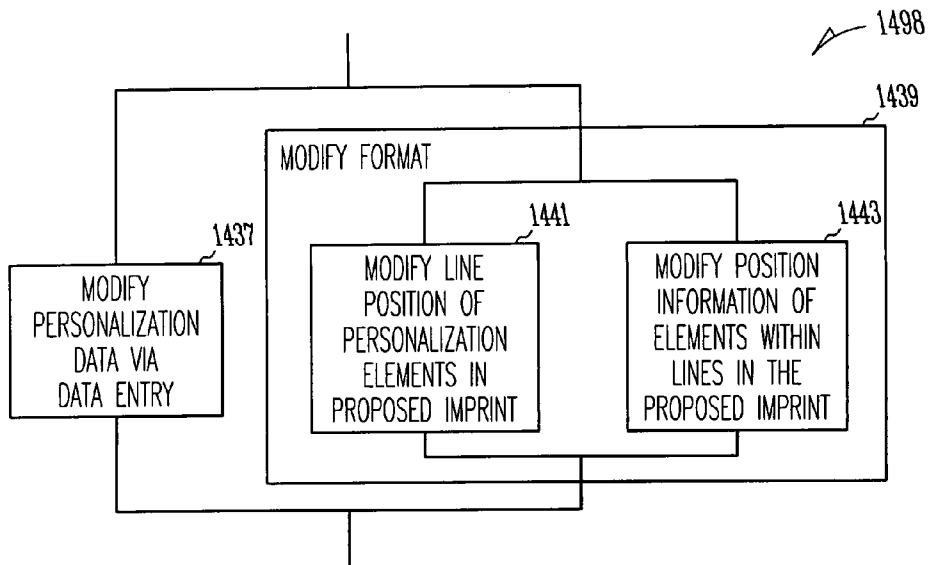 1498
1439
MODIFY FORMAT
1437
MODIFY
PERSONALIZATION
DATA VIA
DATA ENTRY
1441
MODIFY LINE
POSITION OF
PERSONALIZATION
ELEMENTS IN
PROPOSED IMPRINT
1443
MODIFY POSITION
INFORMATION OF
ELEMENTS WITHIN
LINES IN THE
PROPOSED IMPRINT